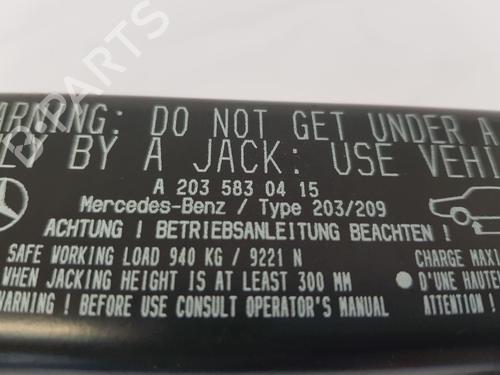 WARNING: DO NOT GET UNDER A
BY A JACK: USE VEHI
A 203 583 04 15
Mercedes-Benz / Type 203/209
ACHTUNG ! BETRIEBSANLEITUNG BEACHTEN !
SAFE WORKING LOAD 940 KG / 9221 N
WHEN JACKING HEIGHT IS AT LEAST 300 MM
WARNING ! BEFORE USE CONSULT OPERATOR'S MANUAL
CHARGE MAXI
D'UNE HAUTE
ATTENTION !
B-PARTS